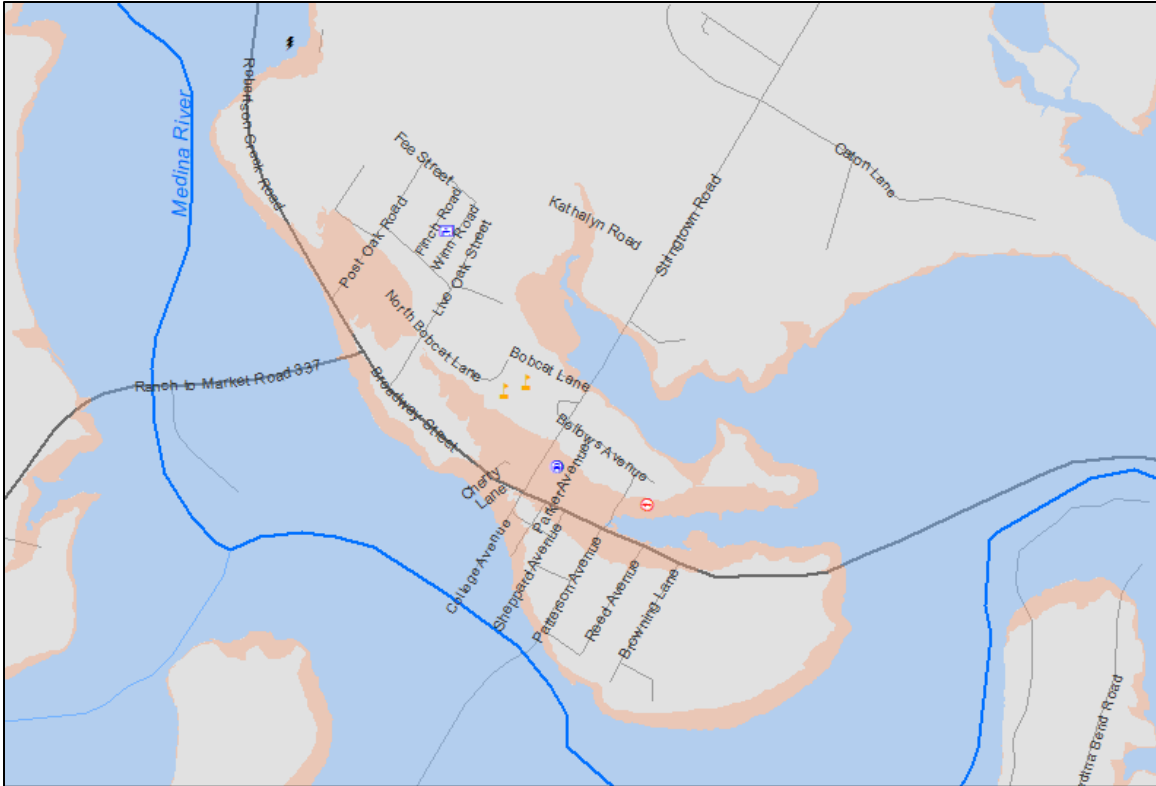 Robertson Creek Road
Medina River
Fee Street
Caton Lane
Finch Road
Post Oak Road
Winn Road
Kathalyn Road
Live Oak Street
Stringtown Road
North Bobcat Lane
Bobcat Lane
Ranch to Market Road 337
Broadway Street
Bellows Avenue
Cherry
Lane
Parker Avenue
College Avenue
Sheppard Avenue
Patterson Avenue
Reed Avenue
Browning Lane
edina Bend Road